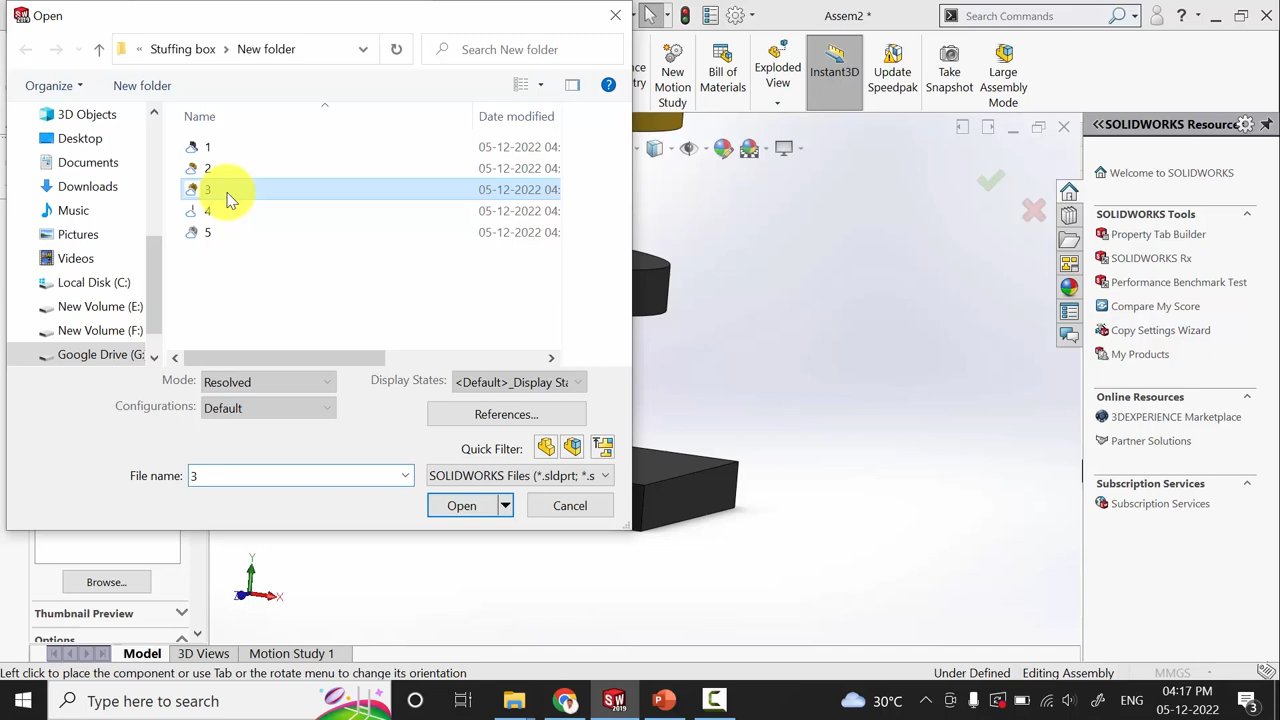 Open
Assem2 *
Search Commands
« Stuffing box > New folder
Search New folder
Organize
New folder
New Motion Study
Bill of Materials
Exploded View
Instant3D
Update Speedpak
Take Snapshot
Large Assembly Mode
Name
Date modified
3D Objects
Desktop
Documents
Downloads
Music
Pictures
Videos
Local Disk (C:)
New Volume (E:)
New Volume (F:)
Google Drive (G:
1 05-12-2022 04:
2 05-12-2022 04:
3 05-12-2022 04:
4 05-12-2022 04:
5 05-12-2022 04:
Mode: Resolved
Display States: <Default>_Display Sta
Configurations: Default
References...
Quick Filter:
File name: 3
SOLIDWORKS Files (*.sldprt; *.s
Open
Cancel
SOLIDWORKS Resource
Welcome to SOLIDWORKS
SOLIDWORKS Tools
Property Tab Builder
SOLIDWORKS Rx
Performance Benchmark Test
Compare My Score
Copy Settings Wizard
My Products
Online Resources
3DEXPERIENCE Marketplace
Partner Solutions
Subscription Services
Subscription Services
Browse...
Thumbnail Preview
Options
Y
Z
X
Model
3D Views
Motion Study 1
Left click to place the component or use Tab or the rotate menu to change its orientation
Under Defined
Editing Assembly
MMGS
Type here to search
30°C
ENG
04:17 PM
05-12-2022
3